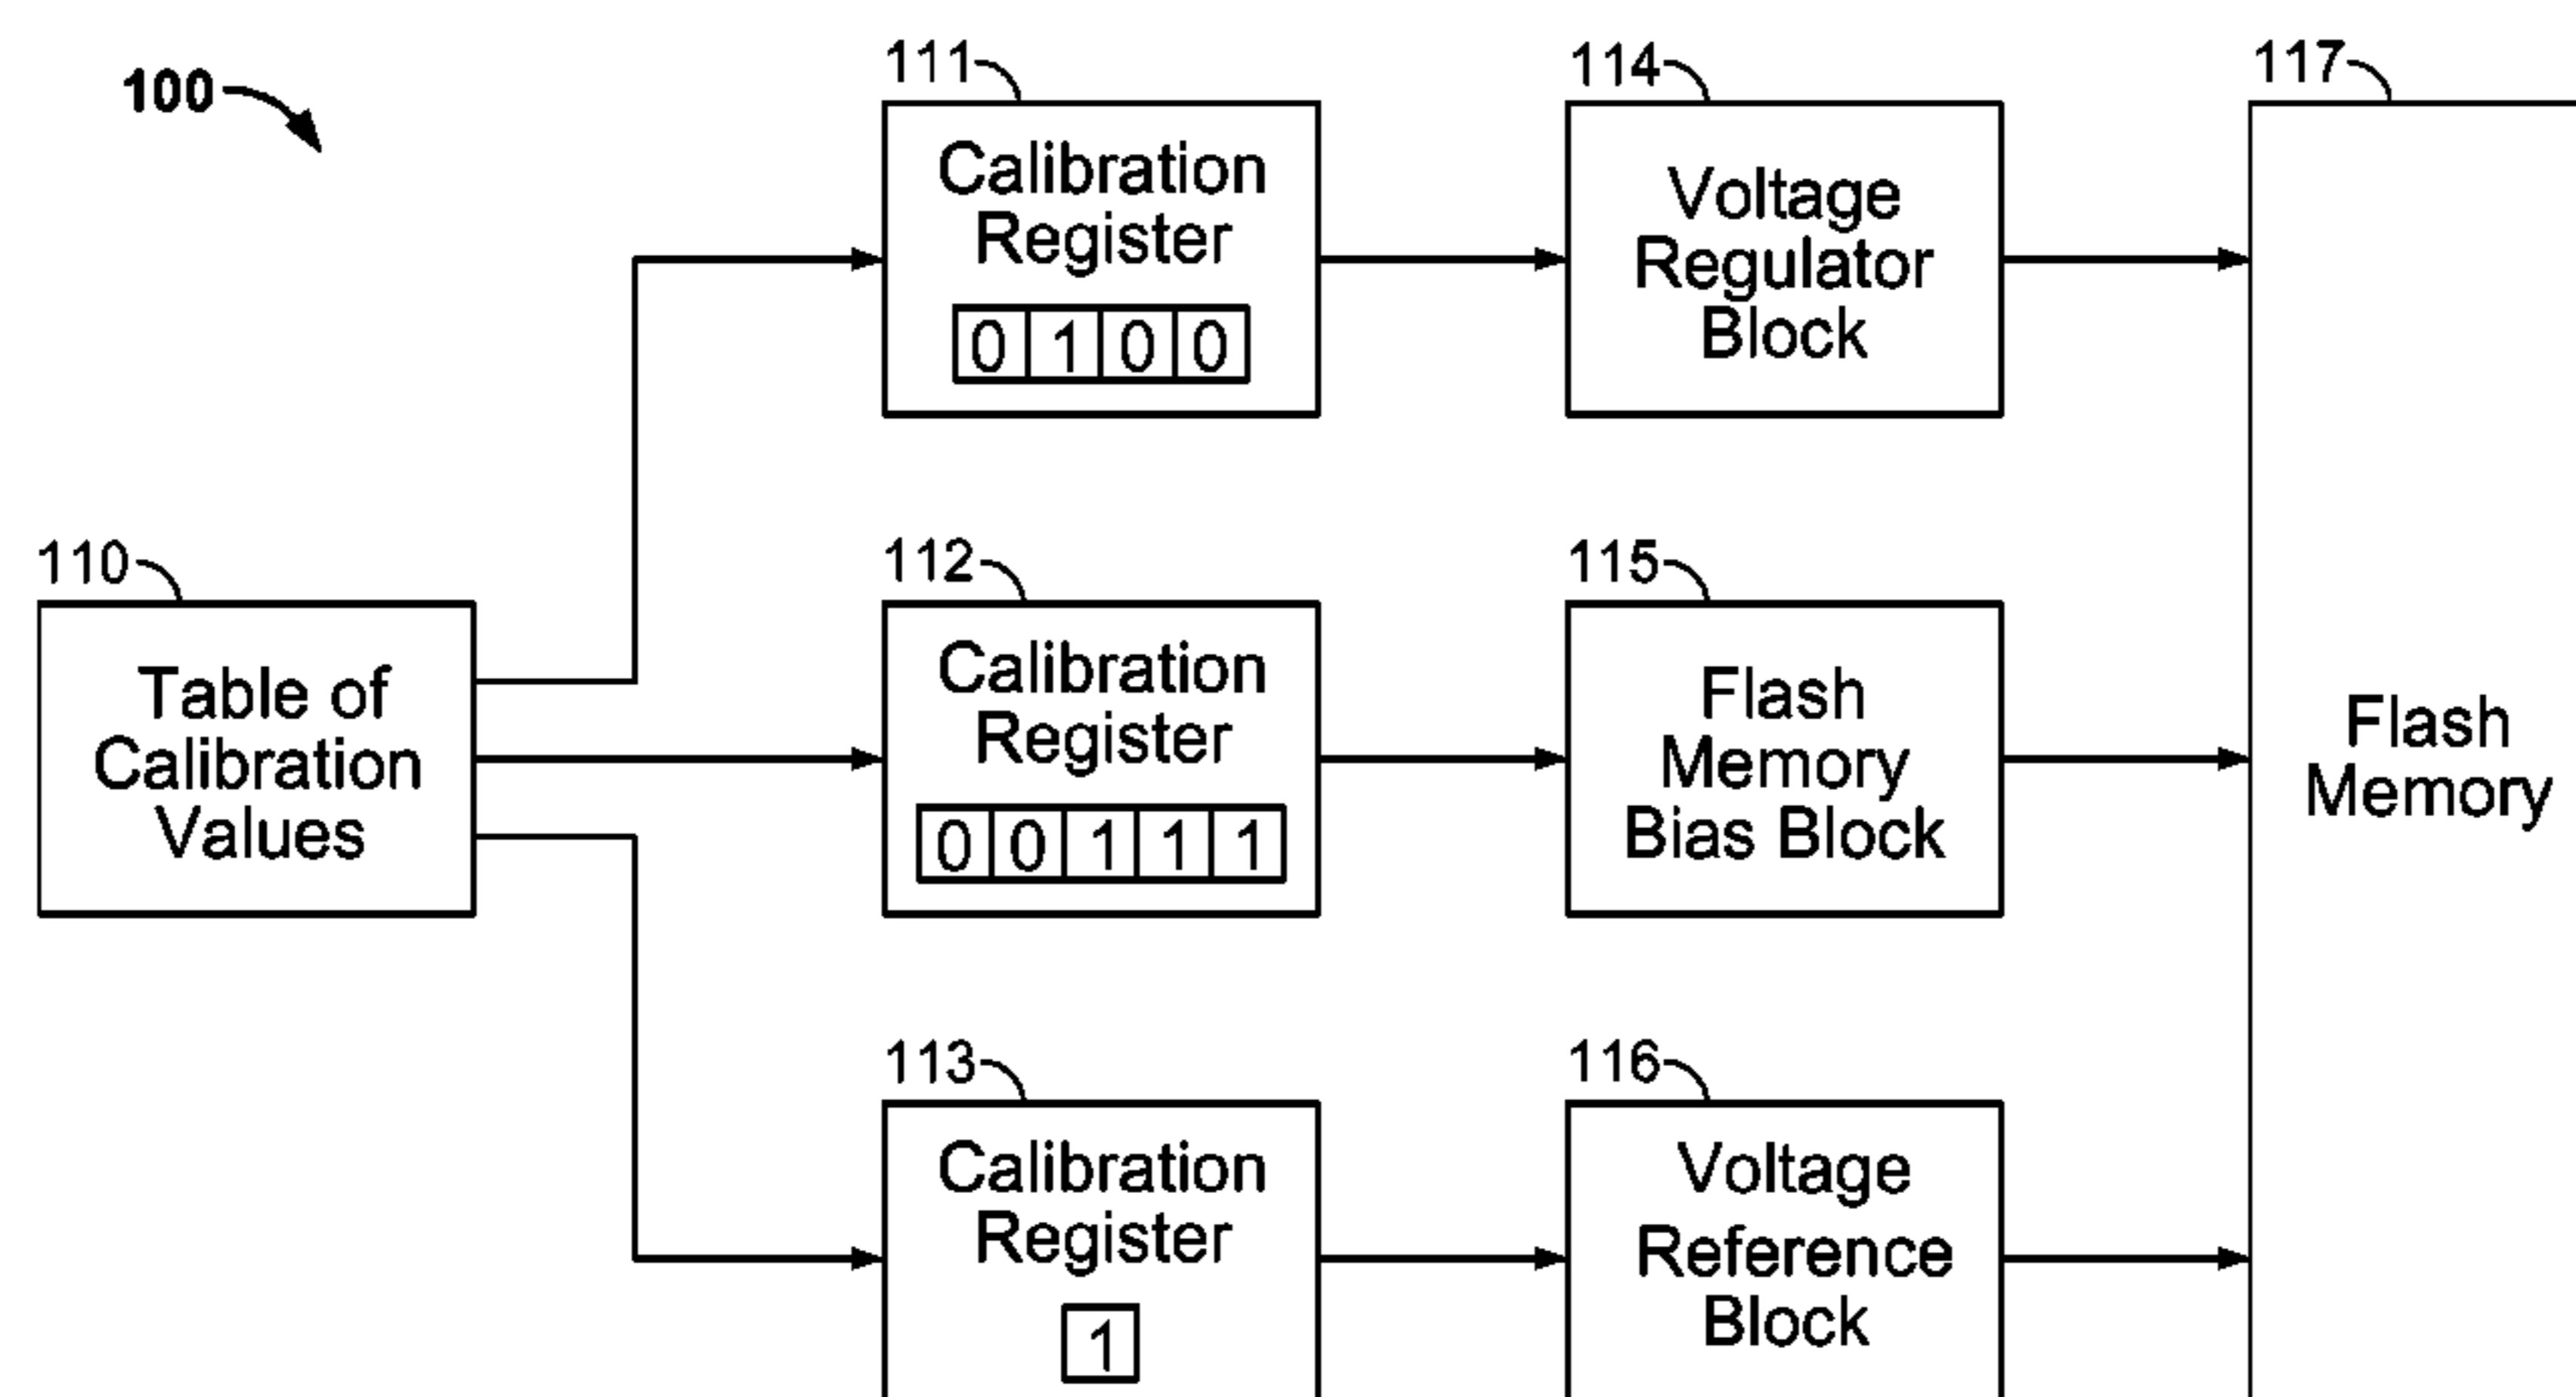 100
111
Calibration
Register
0 1 0 0
114
Voltage
Regulator
Block
117
Flash
Memory
110
Table of
Calibration
Values
112
Calibration
Register
0 0 1 1 1
115
Flash
Memory
Bias Block
113
Calibration
Register
1
116
Voltage
Reference
Block